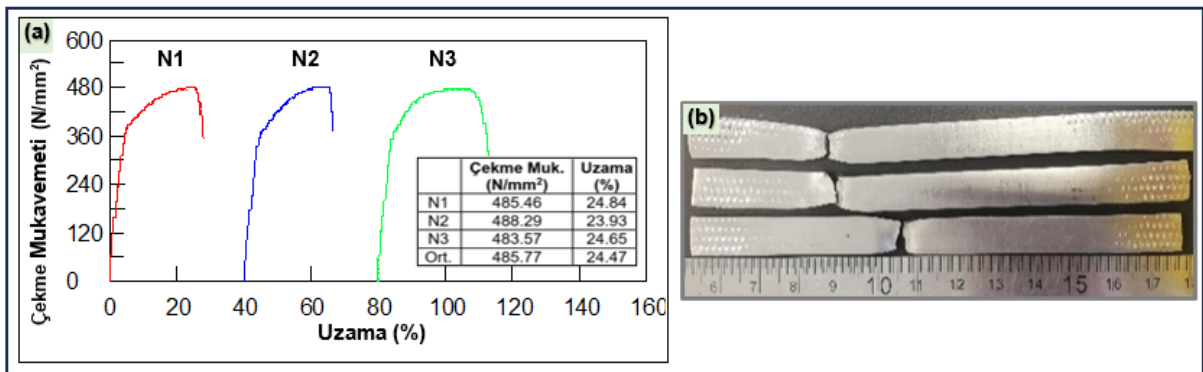 (a)
600
480
360
240
120
0
Çekme Mukavemeti (N/mm²)
N1 N2 N3
Çekme Muk. (N/mm²) Uzama (%)
N1 485.46 24.84
N2 488.29 23.93
N3 483.57 24.65
Ort. 485.77 24.47
0 20 40 60 80 100 120 140 160
Uzama (%)
(b)
6 7 8 9 10 11 12 13 14 15 16 17